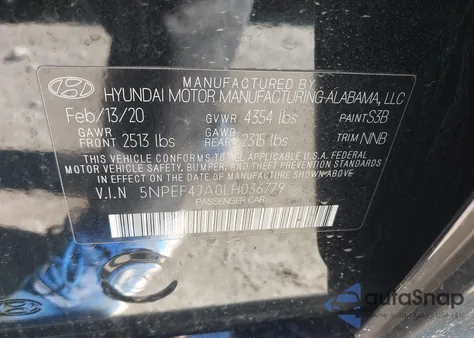 MANUFACTURED BY
HYUNDAI MOTOR MANUFACTURING-ALABAMA, LLC
Feb/13/20 GVWR 4354 lbs PAINT S3B
GAWR FRONT 2513 lbs GAWR REAR 2315 lbs TRIM NNB
THIS VEHICLE CONFORMS TO ALL APPLICABLE U.S.A. FEDERAL
MOTOR VEHICLE SAFETY, BUMPER, AND THEFT PREVENTION STANDARDS
IN EFFECT ON THE DATE OF MANUFACTURE SHOWN ABOVE.
V.I.N 5NPEF4JA0LH036779
PASSENGER CAR
autaSnap